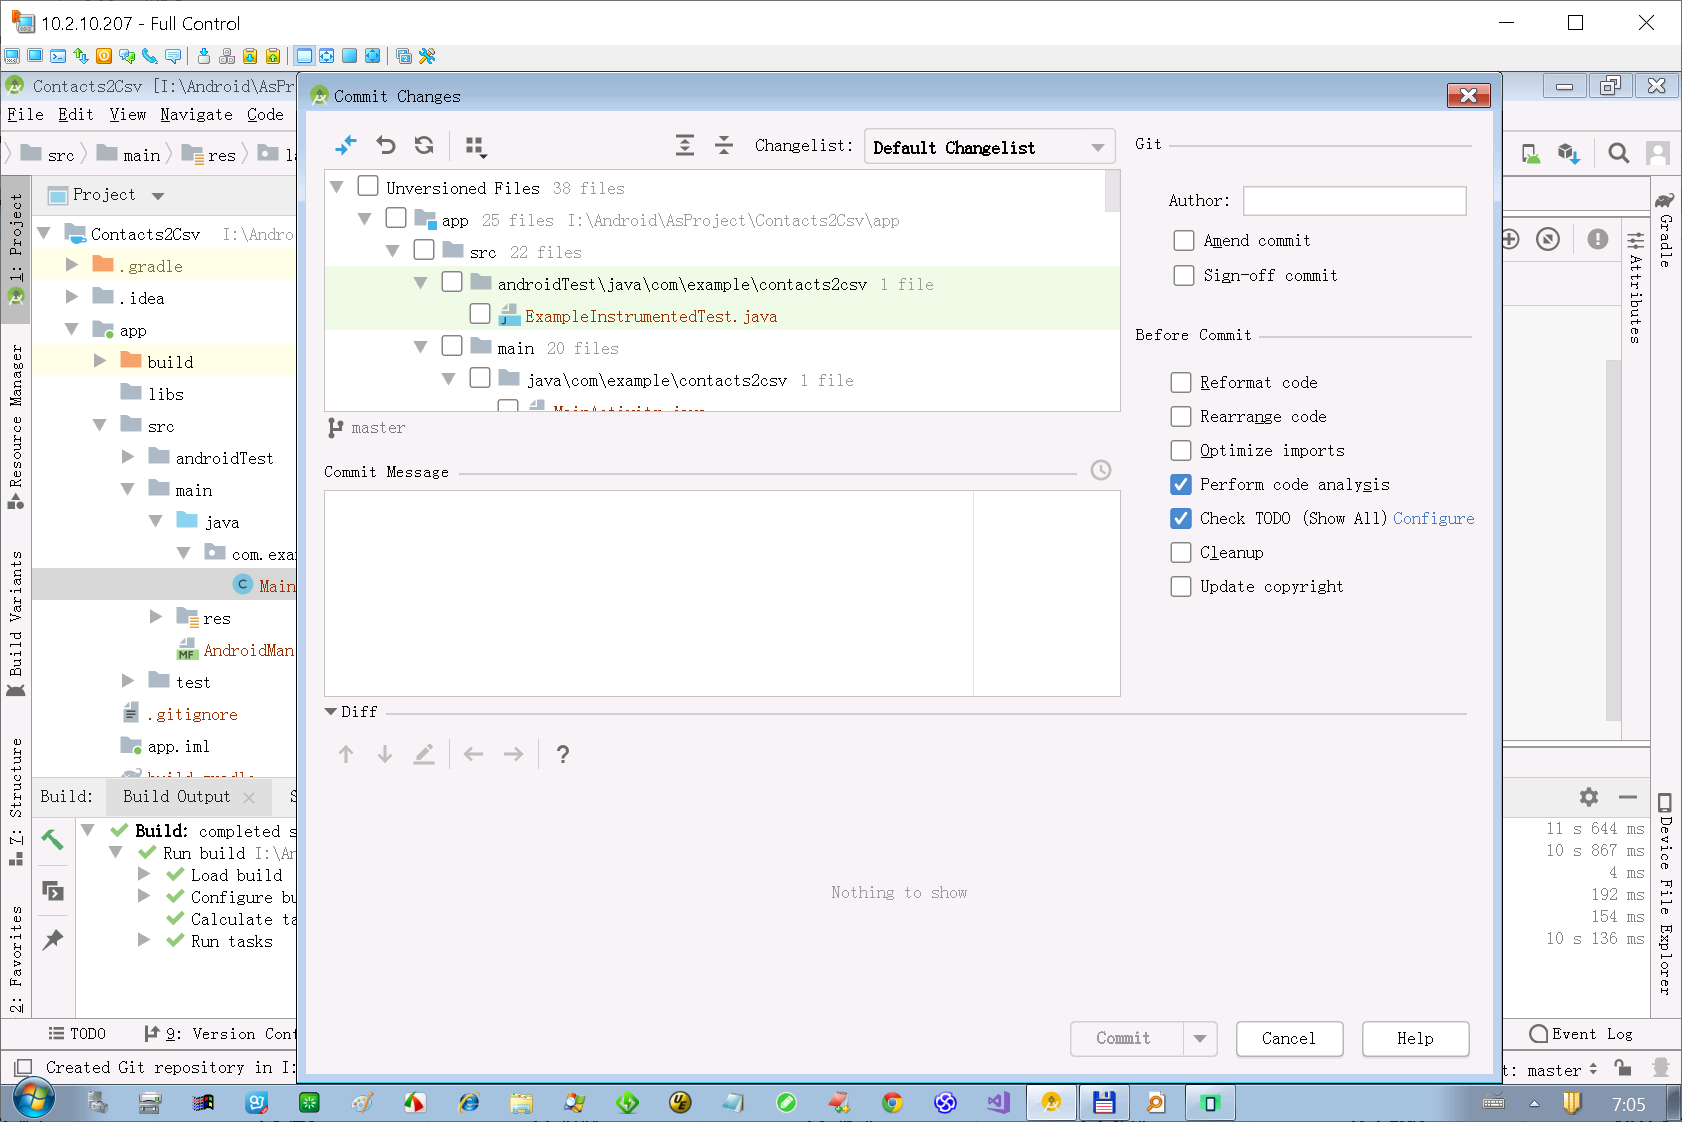 10.2.10.207 - Full Control
Contacts2Csv [I:\Android\AsPr
Commit Changes
File Edit View Navigate Code
src main res
Changelist: Default Changelist
Git
Project
Unversioned Files 38 files
app 25 files I:\Android\AsProject\Contacts2Csv\app
src 22 files
androidTest\java\com\example\contacts2csv 1 file
ExampleInstrumentedTest.java
main 20 files
java\com\example\contacts2csv 1 file
MainActivity.java
master
Author:
Amend commit
Sign-off commit
Before Commit
Reformat code
Rearrange code
Optimize imports
Perform code analysis
Check TODO (Show All) Configure
Cleanup
Update copyright
Commit Message
Diff
?
Nothing to show
Commit
Cancel
Help
Contacts2Csv I:\Andro
.gradle
.idea
app
build
libs
src
androidTest
main
java
com.exa
C Main
res
MF AndroidMan
test
.gitignore
app.iml
build.gradle
1: Project
Resource Manager
Build Variants
7: Structure
2: Favorites
Gradle
Attributes
Device File Explorer
Build: Build Output
Build: completed s
11 s 644 ms
Run build I:\An
10 s 867 ms
Load build
4 ms
Configure bu
192 ms
Calculate ta
154 ms
Run tasks
10 s 136 ms
TODO 9: Version Cont
Event Log
Created Git repository in I:
t: master
7:05